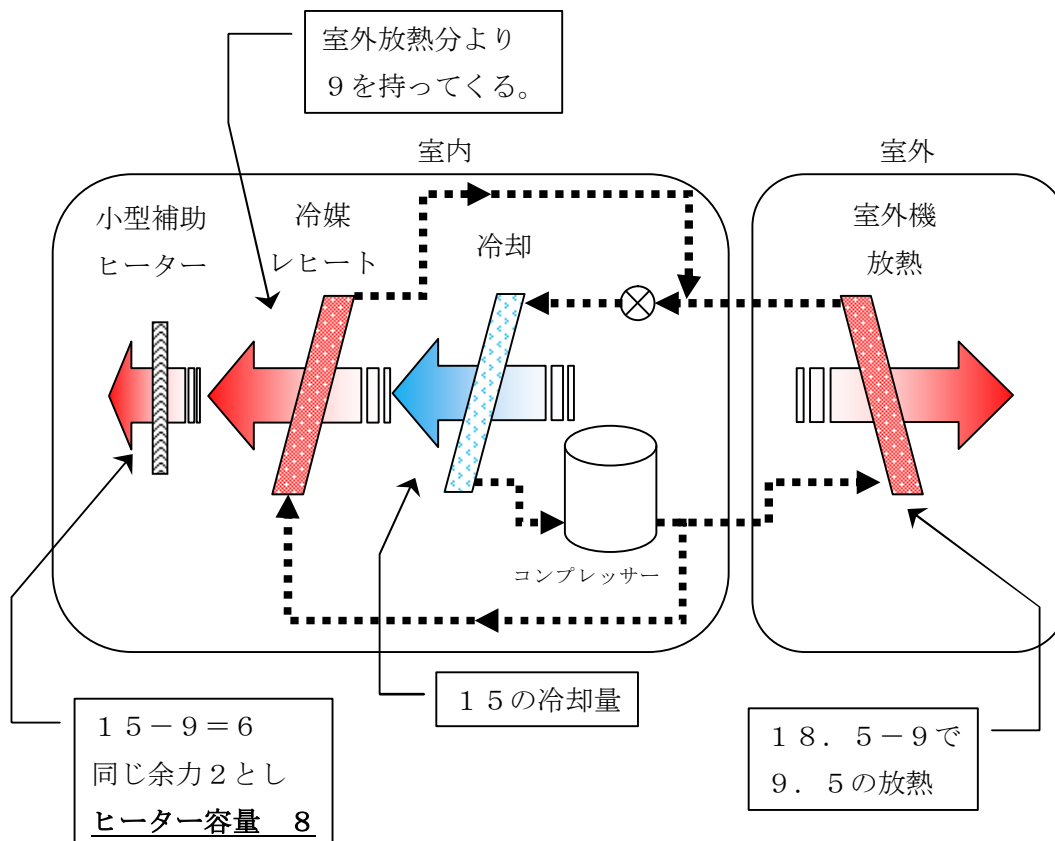 室外放熱分より
９を持ってくる。
室内
室外
小型補助
ヒーター
冷媒
レヒート
冷却
室外機
放熱
コンプレッサー
１５の冷却量
１５－９＝６
同じ余力２とし
ヒーター容量　８
１８．５－９で
９．５の放熱